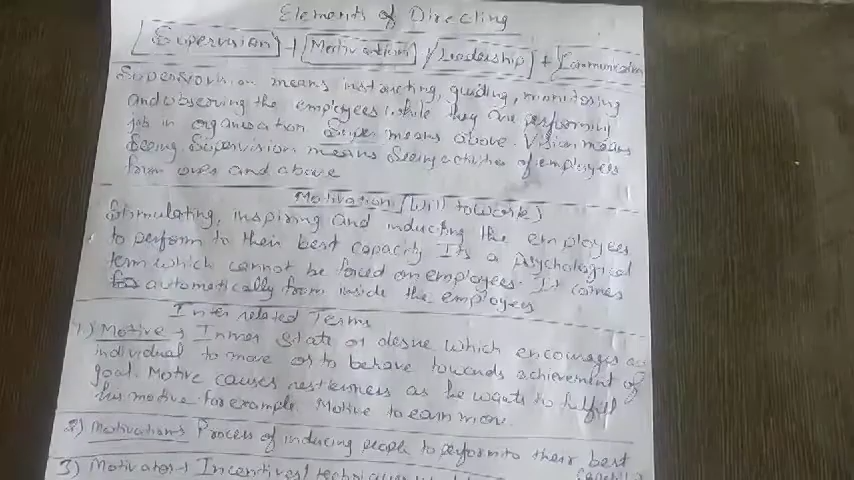 Elements of Directing
Supervision + Motivation / Leadership + Communication
means instructing, guiding, monitoring
and observing the employees while they are performing
job in organisation. Super means above. Vision means
Seeing. Supervision means Seeing activities of employees
from over and above
Motivation (Will to Work)
Stimulating, inspiring and inducing the employees
to perform to their best capacity Its a psychological
term which cannot be forced on employees. It comes
automatically from inside the employees
Inter related Terms
1) Motive → Inner State or desire which encourages an
individual to move or to behave towards achievement of
goal. Motive causes restlessness as he wants to fulfill
his motive. For example. Motive to earn more.
2) Motivation → Process of inducing people to perform to their best
3) Motivator → Incentives/